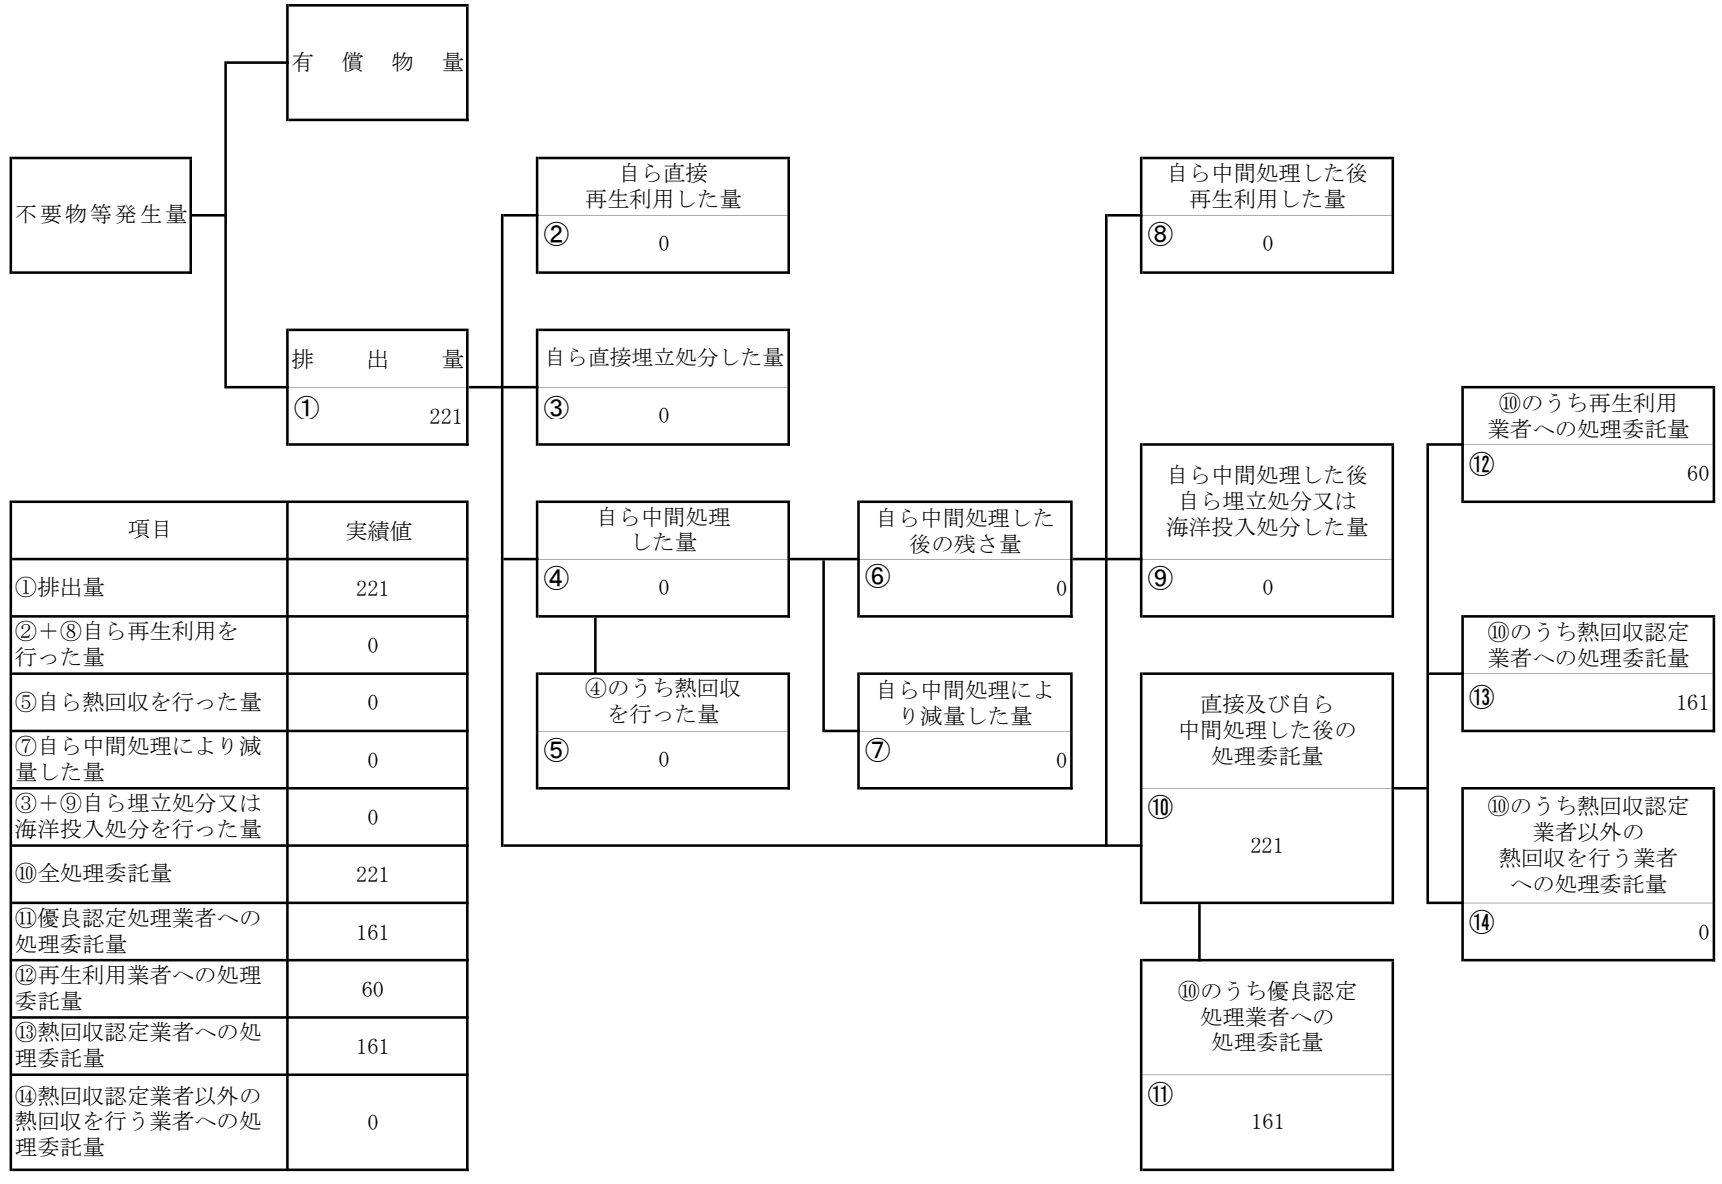 有償物量
不要物等発生量
排出量
①
221
自ら直接
再生利用した量
②
0
自ら直接埋立処分した量
③
0
自ら中間処理
した量
④
0
④のうち熱回収
を行った量
⑤
0
自ら中間処理した
後の残さ量
⑥
0
自ら中間処理によ
り減量した量
⑦
0
自ら中間処理した後
再生利用した量
⑧
0
自ら中間処理した後
自ら埋立処分又は
海洋投入処分した量
⑨
0
直接及び自ら
中間処理した後の
処理委託量
⑩
221
⑩のうち優良認定
処理業者への
処理委託量
⑪
161
⑩のうち再生利用
業者への処理委託量
⑫
60
⑩のうち熱回収認定
業者への処理委託量
⑬
161
⑩のうち熱回収認定
業者以外の
熱回収を行う業者
への処理委託量
⑭
0
項目
実績値
①排出量
221
②＋⑧自ら再生利用を
行った量
0
⑤自ら熱回収を行った量
0
⑦自ら中間処理により減
量した量
0
③＋⑨自ら埋立処分又は
海洋投入処分を行った量
0
⑩全処理委託量
221
⑪優良認定処理業者への
処理委託量
161
⑫再生利用業者への処理
委託量
60
⑬熱回収認定業者への処
理委託量
161
⑭熱回収認定業者以外の
熱回収を行う業者への処
理委託量
0